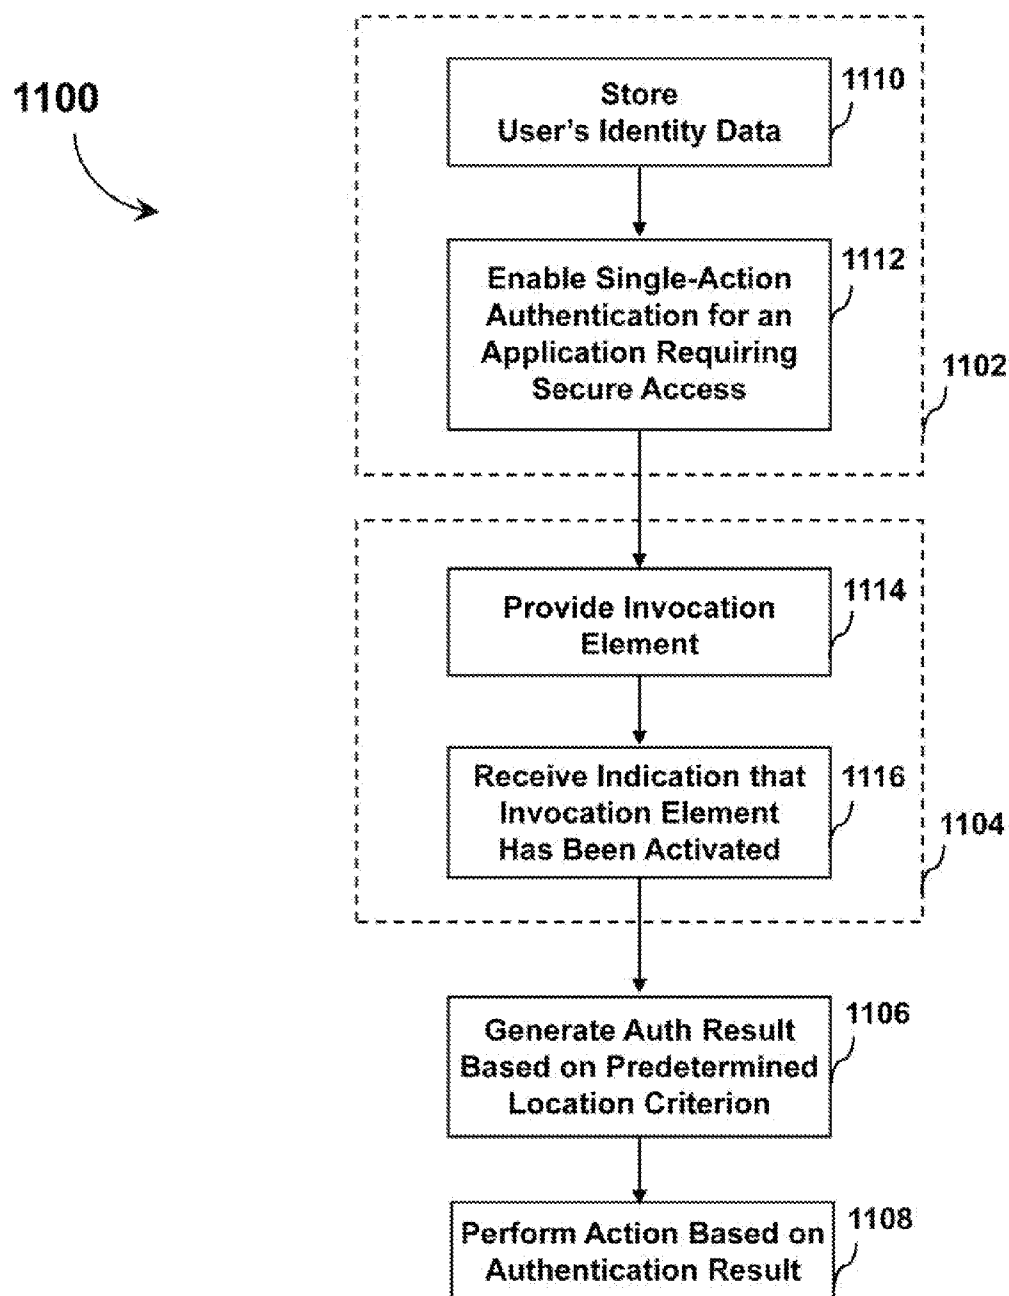 1100
1110
Store
User's Identity Data
1112
Enable Single-Action
Authentication for an
Application Requiring
Secure Access
1102
1114
Provide Invocation
Element
1116
Receive Indication that
Invocation Element
Has Been Activated
1104
1106
Generate Auth Result
Based on Predetermined
Location Criterion
1108
Perform Action Based on
Authentication Result